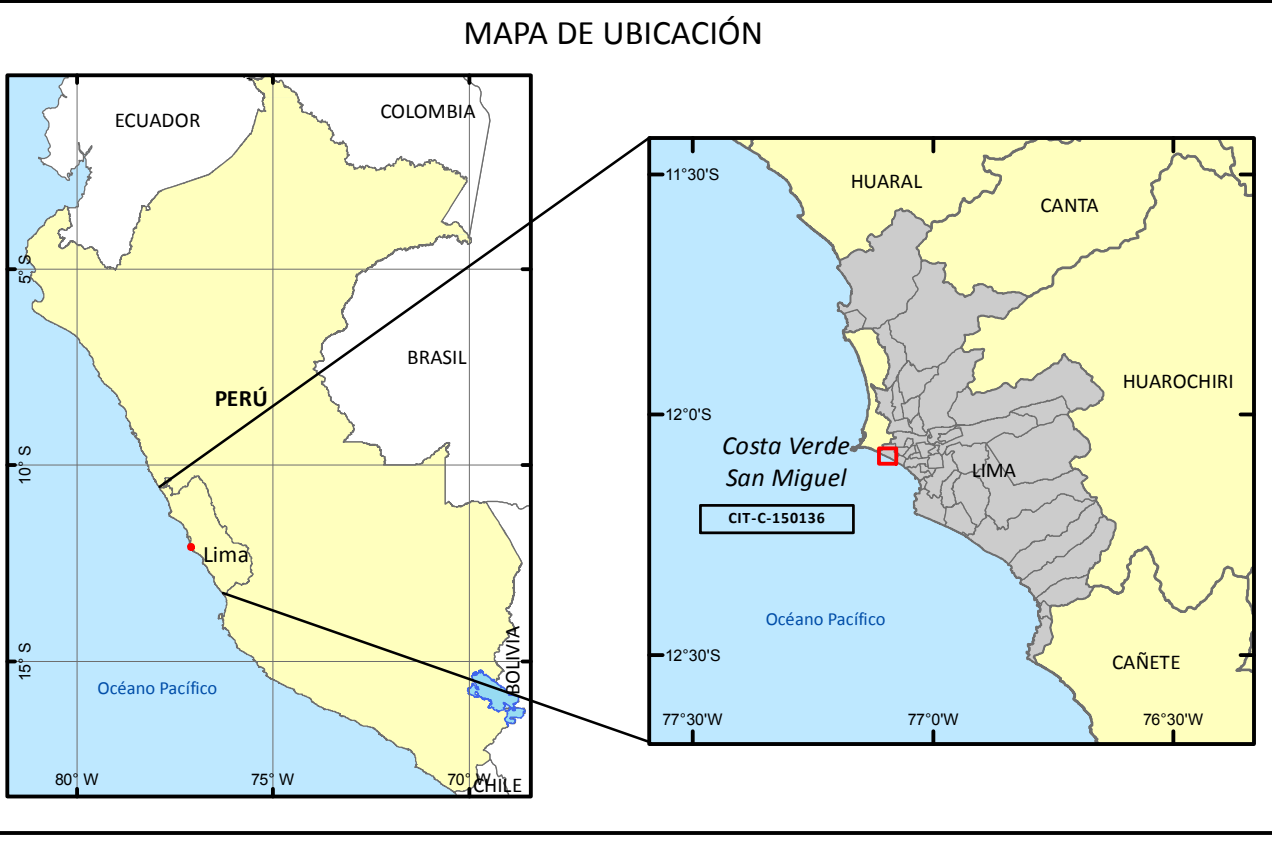 MAPA DE UBICACIÓN
ECUADOR
COLOMBIA
5° S
BRASIL
PERÚ
10° S
Lima
15° S
BOLIVIA
Océano Pacífico
80° W
75° W
70° W
CHILE
11°30'S
HUARAL
CANTA
HUAROCHIRI
12°0'S
Costa Verde
San Miguel
LIMA
CIT-C-150136
Océano Pacífico
12°30'S
CAÑETE
77°30'W
77°0'W
76°30'W